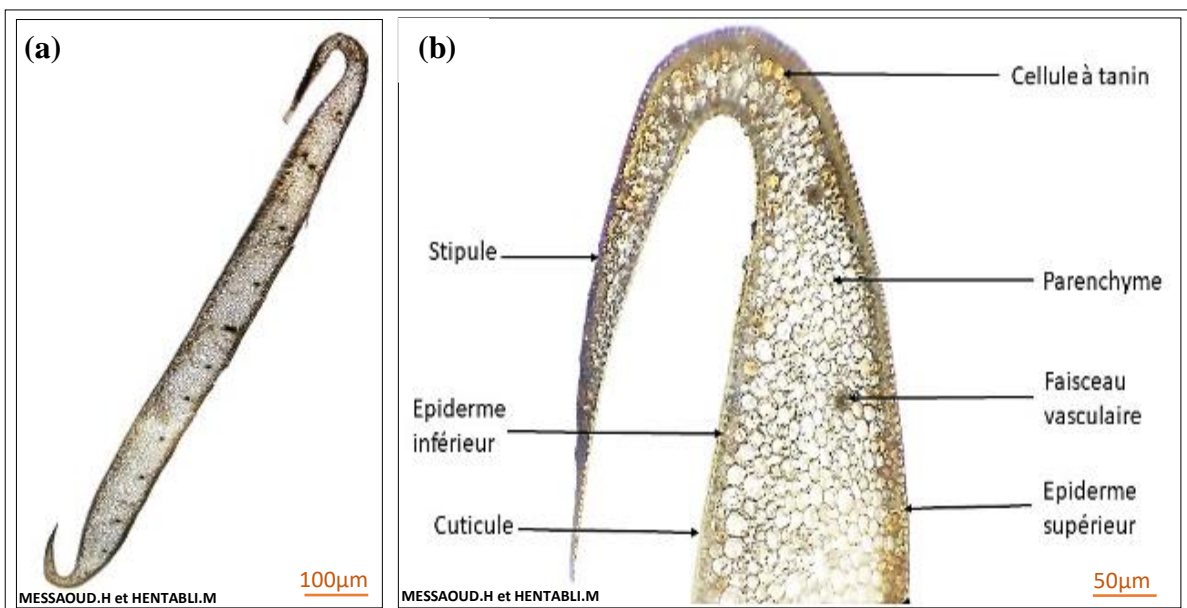 (a)
100µm
MESSAOUD.H et HENTABLI.M
(b)
Cellule à tanin
Stipule
Parenchyme
Faisceau
vasculaire
Epiderme
inférieur
Epiderme
supérieur
Cuticule
50µm
MESSAOUD.H et HENTABLI.M